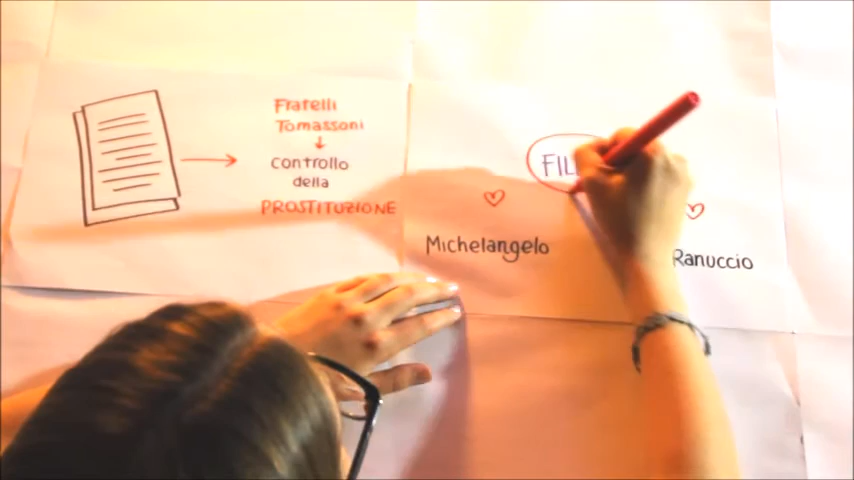 Fratelli
Tomassoni
controllo
della
PROSTITUZIONE
Michelangelo
Ranuccio